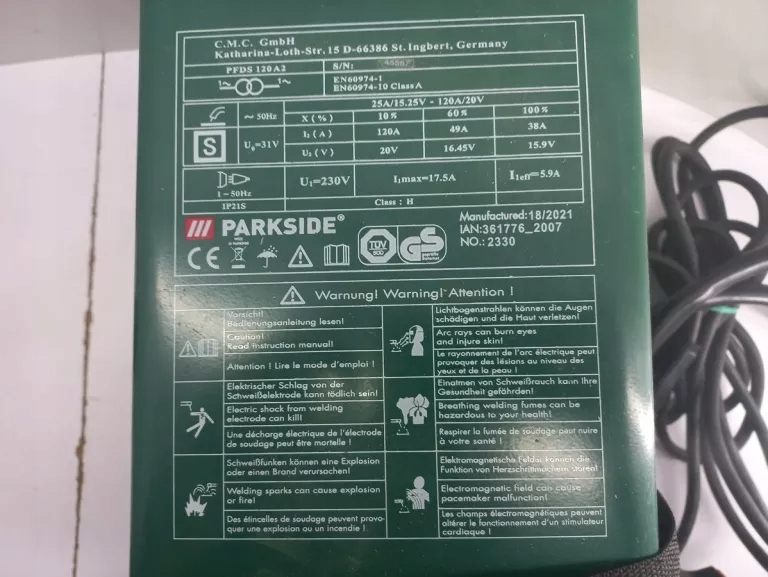 C.M.C. GmbH
Katharina-Loth-Str. 15 D-66386 St. Ingbert, Germany
PFDS 120A2
S/N:
1~ 1~
EN60974-1
EN60974-10 Class A
25A/15.25V - 120A/20V
~ 50Hz X (%) 10% 60% 100%
S U₀=31V I₂ (A) 120A 49A 38A
U₂ (V) 20V 16.45V 15.9V
1 ~ 50Hz U₁=230V I₁max=17.5A I₁eff=5.9A
IP21S Class : H
PARKSIDE®
Manufactured: 18/2021
IAN:361776_2007
NO.: 2330
CE
TÜV
SÜD
GS
geprüfte
Sicherheit
Warnung! Warning! Attention !
Vorsicht!
Bedienungsanleitung lesen!
Caution!
Read instruction manual!
Attention ! Lire le mode d'emploi !
Lichtbogenstrahlen können die Augen
schädigen und die Haut verletzen!
Arc rays can burn eyes
and injure skin!
Le rayonnement de l'arc électrique peut
provoquer des lésions au niveau des
yeux et de la peau !
Elektrischer Schlag von der
Schweißelektrode kann tödlich sein!
Electric shock from welding
electrode can kill!
Une décharge électrique de l'électrode
de soudage peut être mortelle !
Einatmen von Schweißrauch kann Ihre
Gesundheit gefährden!
Breathing welding fumes can be
hazardous to your health!
Respirer la fumée de soudage peut nuire
à votre santé !
Schweißfunken können eine Explosion
oder einen Brand verursachen!
Welding sparks can cause explosion
or fire!
Des étincelles de soudage peuvent provo-
quer une explosion ou un incendie !
Elektromagnetische Felder können die
Funktion von Herzschrittmachern stören!
Electromagnetic field can cause
pacemaker malfunction!
Les champs électromagnétiques peuvent
altérer le fonctionnement d'un stimulateur
cardiaque !